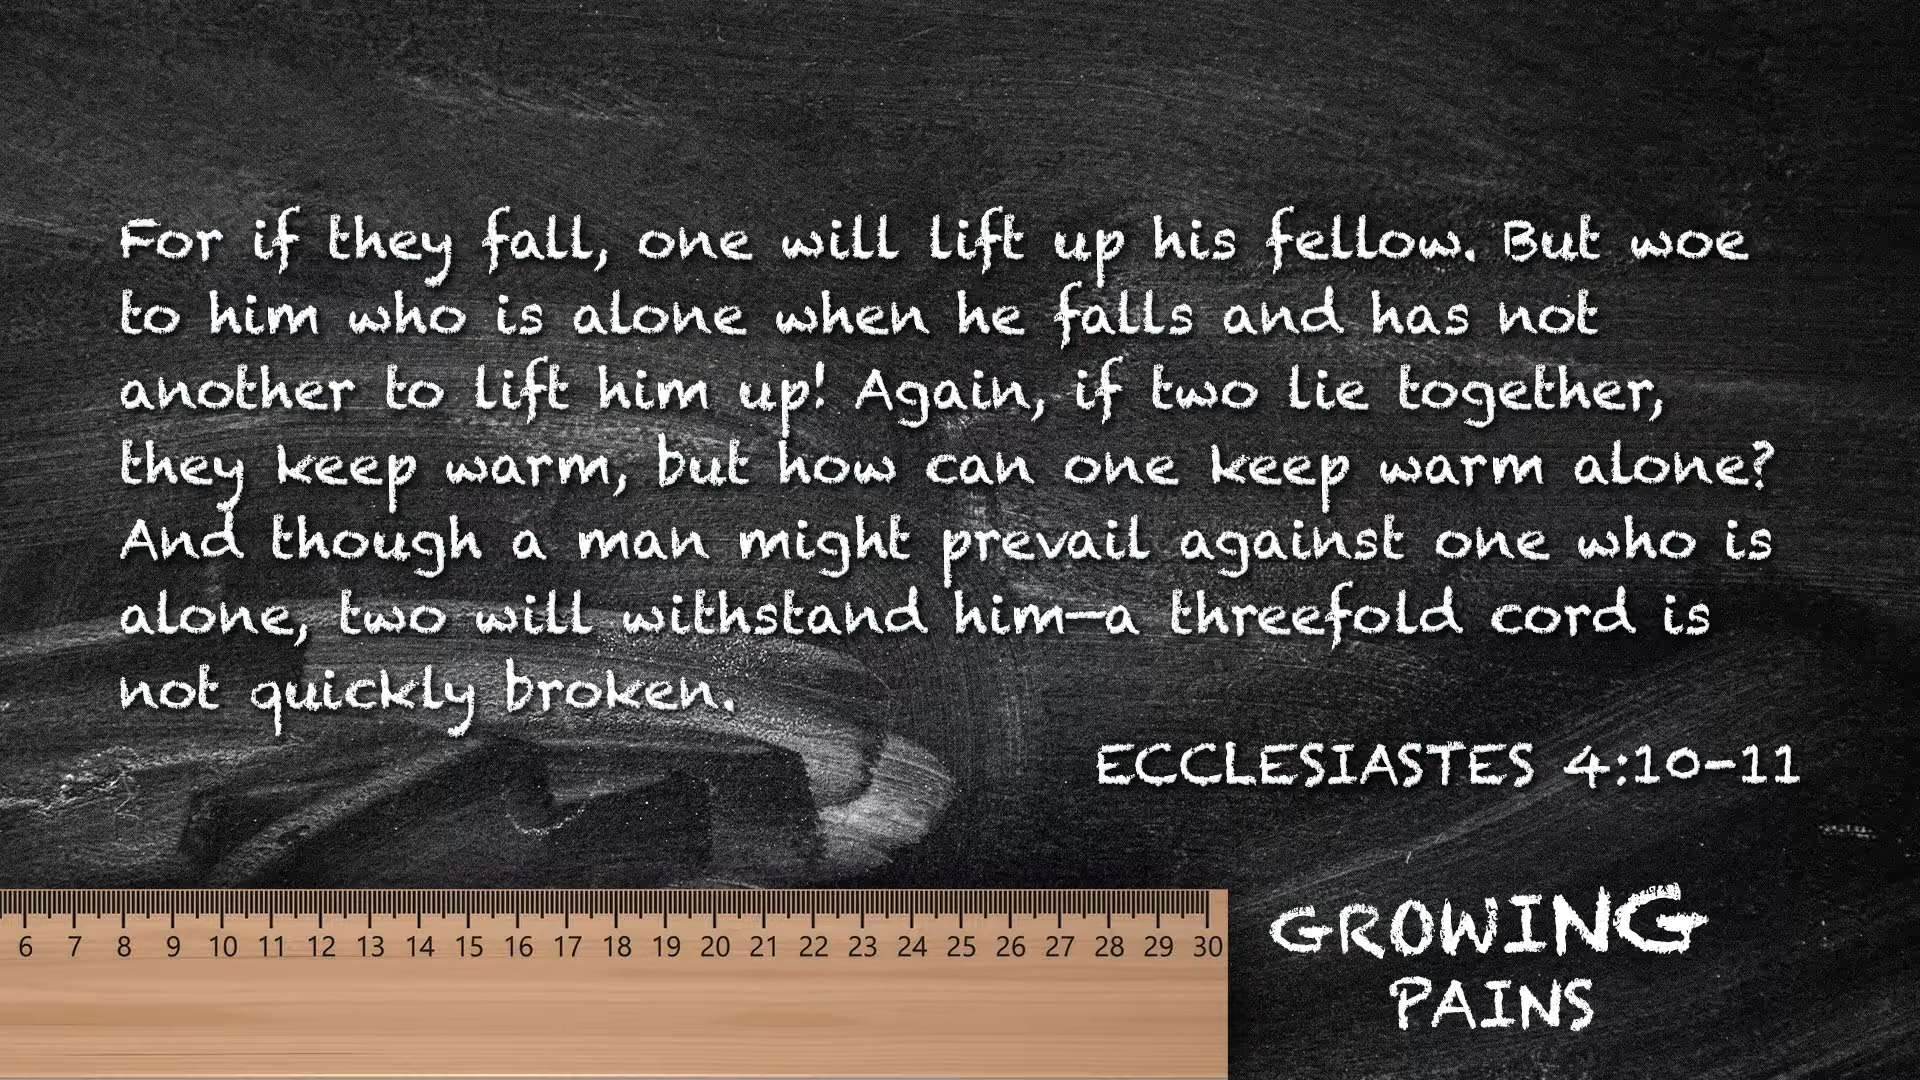 For if they fall, one will lift up his fellow. But woe
to him who is alone when he falls and has not
another to lift him up! Again, if two lie together,
they keep warm, but how can one keep warm alone?
And though a man might prevail against one who is
alone, two will withstand him—a threefold cord is
not quickly broken.
ECCLESIASTES 4:10-11
6 7 8 9 10 11 12 13 14 15 16 17 18 19 20 21 22 23 24 25 26 27 28 29 30
GROWING
PAINS